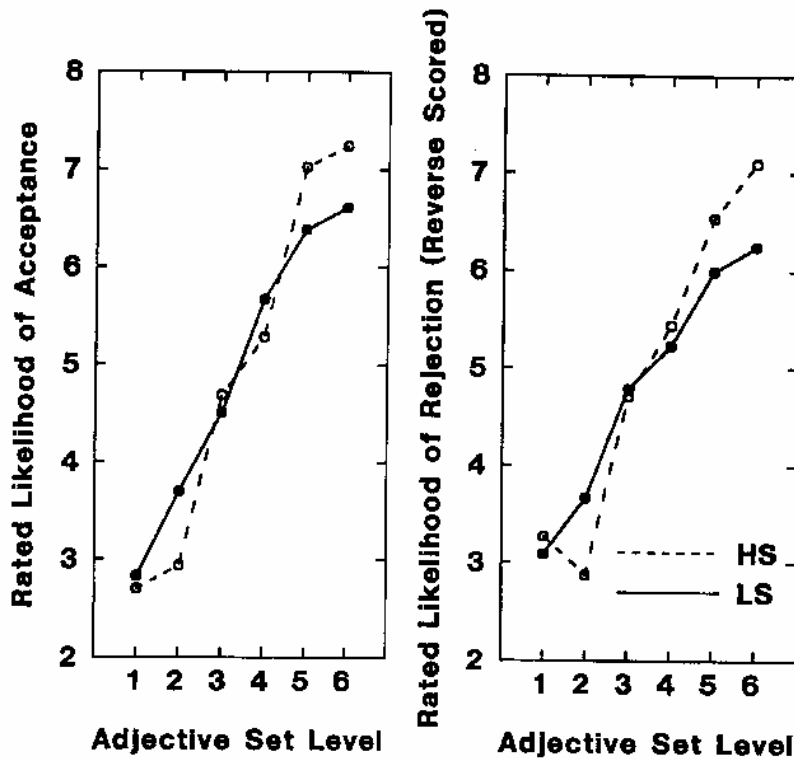 Rated Likelihood of Acceptance
8
7
6
5
4
3
2
1 2 3 4 5 6
Adjective Set Level
Rated Likelihood of Rejection (Reverse Scored)
8
7
6
5
4
3
2
HS
LS
1 2 3 4 5 6
Adjective Set Level